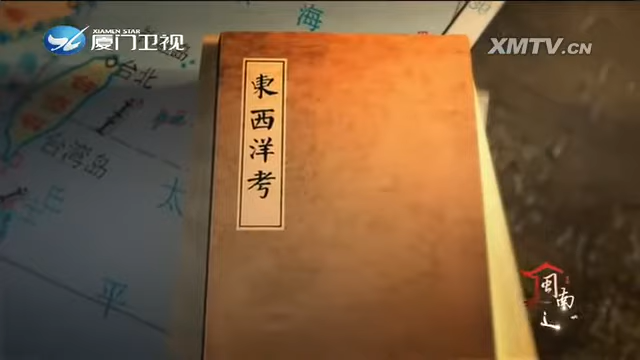 厦门卫视
XIAMEN STAR
XMTV.CN
海
台北
台湾岛
太
平
東西洋考
闽南